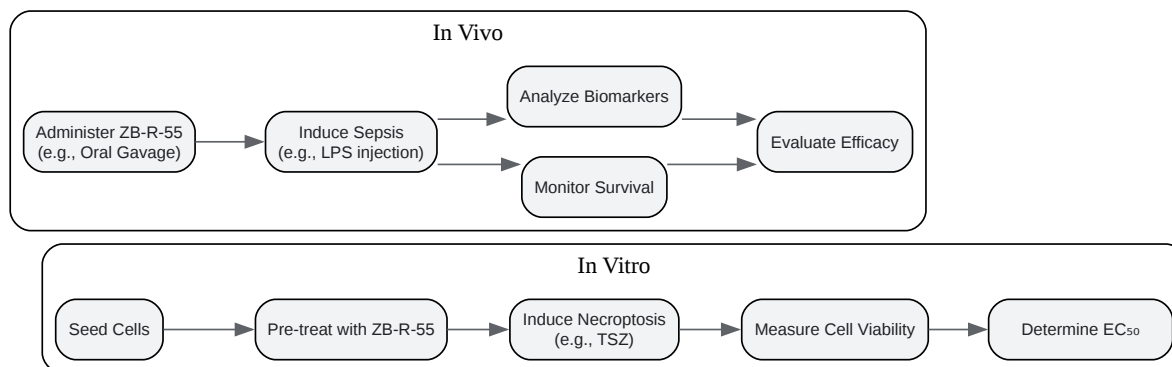 In Vivo
Administer ZB-R-55
(e.g., Oral Gavage)
Induce Sepsis
(e.g., LPS injection)
Analyze Biomarkers
Monitor Survival
Evaluate Efficacy
In Vitro
Seed Cells
Pre-treat with ZB-R-55
Induce Necroptosis
(e.g., TSZ)
Measure Cell Viability
Determine EC₅₀